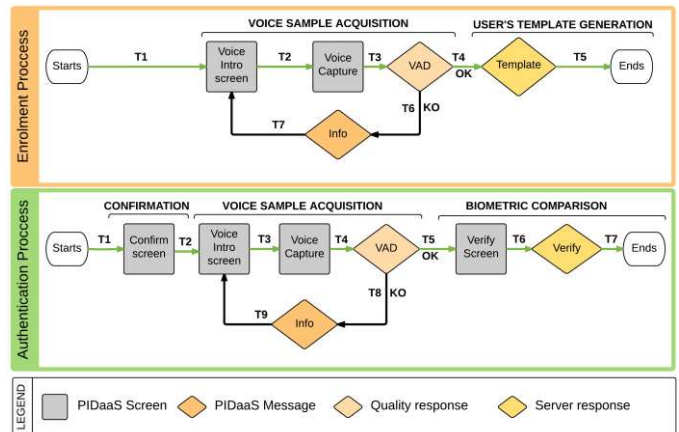 Enrolment Proccess
VOICE SAMPLE ACQUISITION
USER'S TEMPLATE GENERATION
Starts
T1
Voice
Intro
screen
T2
Voice
Capture
T3
VAD
T4
OK
Template
T5
Ends
T6
KO
T7
Info
Authentication Proccess
CONFIRMATION
VOICE SAMPLE ACQUISITION
BIOMETRIC COMPARISON
Starts
T1
Confirm
screen
T2
Voice
Intro
screen
T3
Voice
Capture
T4
VAD
T5
OK
Verify
Screen
T6
Verify
T7
Ends
T8
KO
T9
Info
LEGEND
PIDaaS Screen
PIDaaS Message
Quality response
Server response